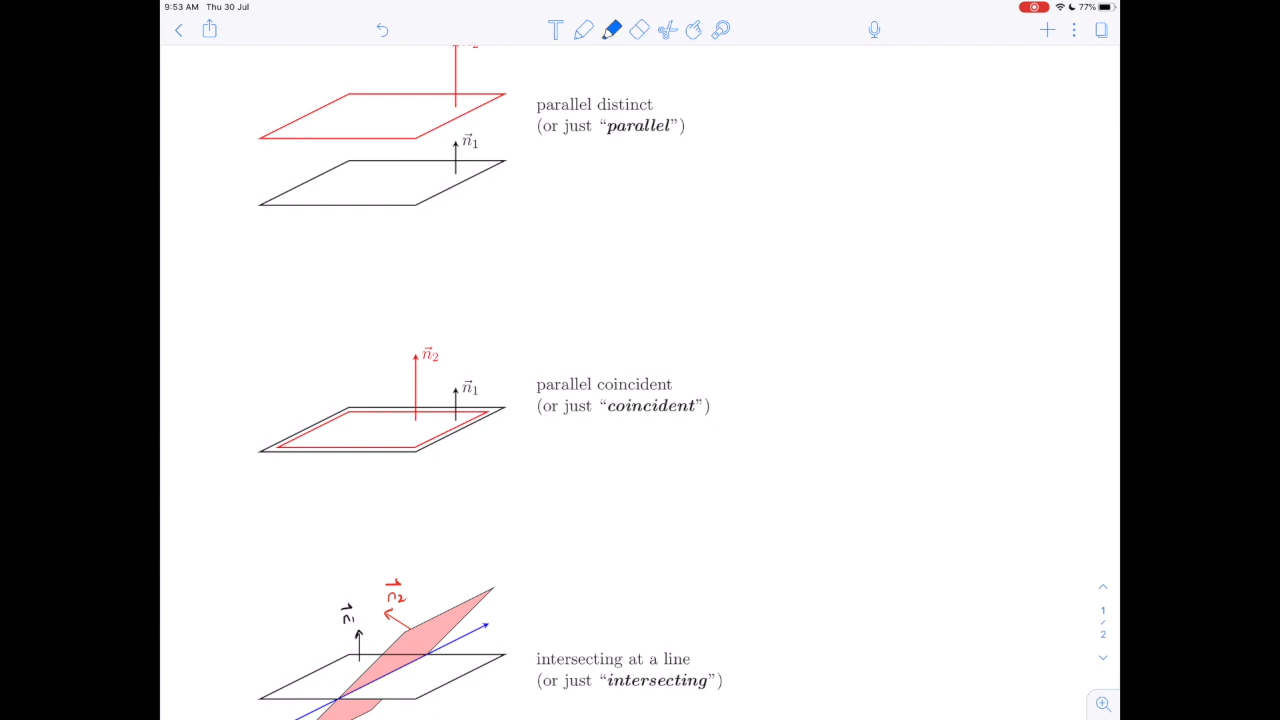 9:53 AM Thu 30 Jul
77%
parallel distinct
(or just “parallel”)
n⃗1
n⃗2
n⃗1
parallel coincident
(or just “coincident”)
n⃗2
n⃗1
intersecting at a line
(or just “intersecting”)
1
/
2